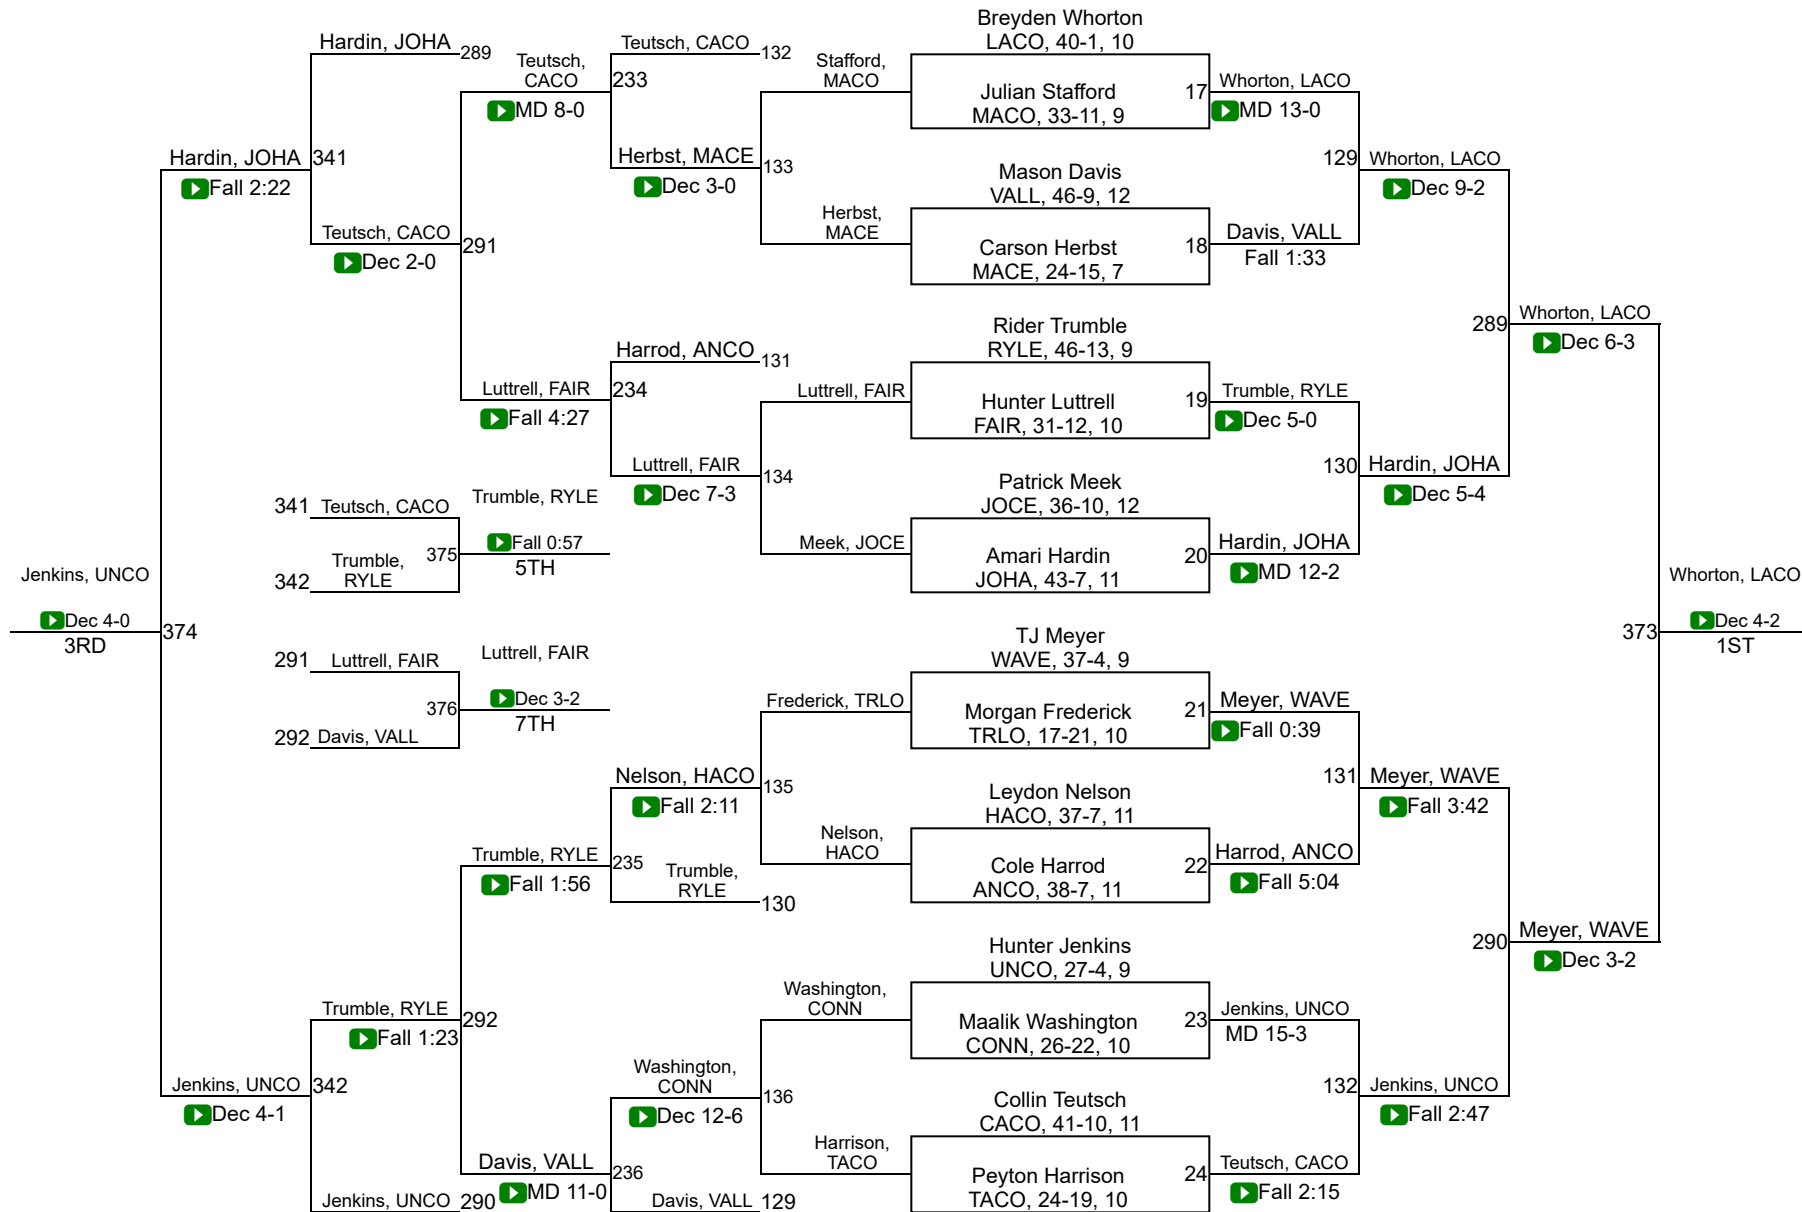 Breyden Whorton
LACO, 40-1, 10
Hardin, JOHA
289
Teutsch, CACO
132
Teutsch,
CACO
233
MD 8-0
Stafford,
MACO
Julian Stafford
MACO, 33-11, 9
17
Whorton, LACO
MD 13-0
Hardin, JOHA
341
Fall 2:22
Herbst, MACE
133
Dec 3-0
Mason Davis
VALL, 46-9, 12
129
Whorton, LACO
Dec 9-2
Teutsch, CACO
291
Dec 2-0
Herbst,
MACE
Carson Herbst
MACE, 24-15, 7
18
Davis, VALL
Fall 1:33
Rider Trumble
RYLE, 46-13, 9
289
Whorton, LACO
Dec 6-3
Harrod, ANCO
131
Luttrell, FAIR
234
Fall 4:27
Luttrell, FAIR
Hunter Luttrell
FAIR, 31-12, 10
19
Trumble, RYLE
Dec 5-0
Luttrell, FAIR
134
Dec 7-3
Patrick Meek
JOCE, 36-10, 12
130
Hardin, JOHA
Dec 5-4
341
Teutsch, CACO
Trumble, RYLE
375
Fall 0:57
5TH
342
Trumble,
RYLE
Meek, JOCE
Amari Hardin
JOHA, 43-7, 11
20
Hardin, JOHA
MD 12-2
Jenkins, UNCO
Dec 4-0
3RD
374
Whorton, LACO
373
Dec 4-2
1ST
TJ Meyer
WAVE, 37-4, 9
291
Luttrell, FAIR
Luttrell, FAIR
376
Dec 3-2
7TH
292
Davis, VALL
Frederick, TRLO
Morgan Frederick
TRLO, 17-21, 10
21
Meyer, WAVE
Fall 0:39
Nelson, HACO
135
Fall 2:11
Leydon Nelson
HACO, 37-7, 11
131
Meyer, WAVE
Fall 3:42
Trumble, RYLE
235
Fall 1:56
Trumble,
RYLE
130
Nelson,
HACO
Cole Harrod
ANCO, 38-7, 11
22
Harrod, ANCO
Fall 5:04
Hunter Jenkins
UNCO, 27-4, 9
290
Meyer, WAVE
Dec 3-2
Trumble, RYLE
292
Fall 1:23
Washington,
CONN
Maalik Washington
CONN, 26-22, 10
23
Jenkins, UNCO
MD 15-3
Jenkins, UNCO
342
Dec 4-1
Washington,
CONN
136
Dec 12-6
Collin Teutsch
CACO, 41-10, 11
132
Jenkins, UNCO
Fall 2:47
Davis, VALL
236
MD 11-0
Harrison,
TACO
Peyton Harrison
TACO, 24-19, 10
24
Teutsch, CACO
Fall 2:15
Jenkins, UNCO
290
Davis, VALL
129